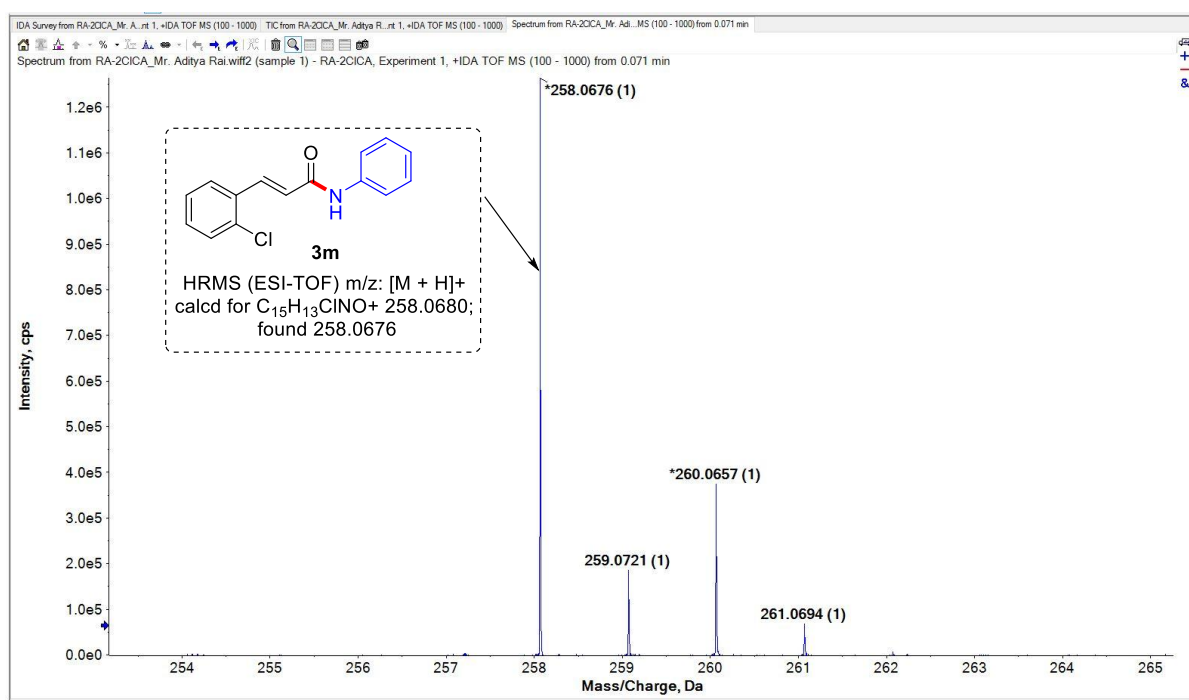 IDA Survey from RA-2ClCA_Mr. A...nt 1, +IDA TOF MS (100 - 1000)
TIC from RA-2ClCA_Mr. Aditya R...nt 1, +IDA TOF MS (100 - 1000)
Spectrum from RA-2ClCA_Mr. Adi...MS (100 - 1000) from 0.071 min
%
Spectrum from RA-2ClCA_Mr. Aditya Rai.wiff2 (sample 1) - RA-2ClCA, Experiment 1, +IDA TOF MS (100 - 1000) from 0.071 min
Intensity, cps
1.2e6
1.1e6
1.0e6
9.0e5
8.0e5
7.0e5
6.0e5
5.0e5
4.0e5
3.0e5
2.0e5
1.0e5
0.0e0
*258.0676 (1)
O
N
H
Cl
3m
HRMS (ESI-TOF) m/z: [M + H]+
calcd for C₁₅H₁₃ClNO+ 258.0680;
found 258.0676
*260.0657 (1)
259.0721 (1)
261.0694 (1)
254 255 256 257 258 259 260 261 262 263 264 265
Mass/Charge, Da